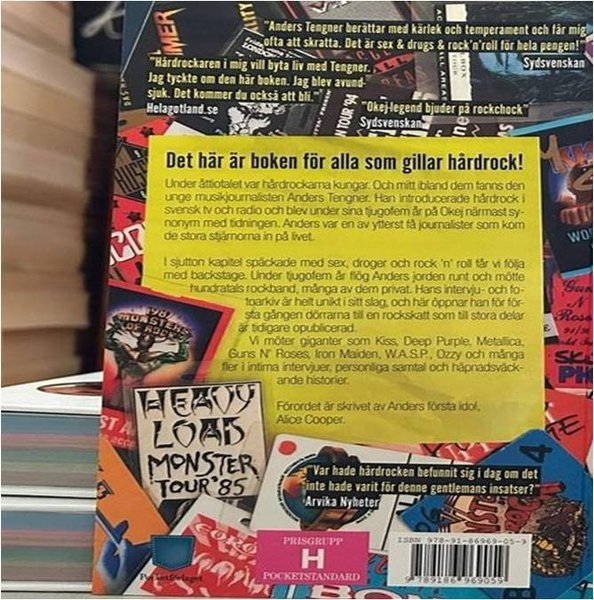 "Anders Tengner berättar med kärlek och temperament och får mig
ofta att skratta. Det är sex & drugs & rock'n'roll för hela pengen!"
Sydsvenskan
"Hårdrockaren i mig vill byta liv med Tengner.
Jag tyckte om den här boken. Jag blev avund-
sjuk. Det kommer du också att bli."
Helagotland.se
"Okej-legend bjuder på rockchock"
Sydsvenskan
Det här är boken för alla som gillar hårdrock!
Under åttiotalet var hårdrockarna kungar. Och mitt ibland dem fanns den
unge musikjournalisten Anders Tengner. Han introducerade hårdrock i
svensk tv och radio och blev under sina tjugofem år på Okej närmast sy-
nonym med tidningen. Anders var en av ytterst få journalister som kom
de stora stjärnorna in på livet.
I sjutton kapitel späckade med sex, droger och rock 'n' roll får vi följa
med backstage. Under tjugofem år flög Anders jorden runt och mötte
hundratals rockband, många av dem privat. Hans intervju- och fo-
toarkiv är helt unikt i sitt slag, och här öppnar han för för-
sta gången dörrarna till en rockskatt som till stora delar
är tidigare opublicerad.
Vi möter giganter som Kiss, Deep Purple, Metallica,
Guns N' Roses, Iron Maiden, W.A.S.P., Ozzy och många
fler i intima intervjuer, personliga samtal och häpnadsväck-
ande historier.
Förordet är skrivet av Anders första idol,
Alice Cooper.
MONSTERS
OF ROCK
HEAVY
LOAD
MONSTER
TOUR '85
"Var hade hårdrocken befunnit sig i dag om det
inte hade varit för denne gentlemans insatser?"
Arvika Nyheter
Pocketförlaget
PRISGRUPP
H
POCKETSTANDARD
ISBN 978-91-86969-05-9
9789186969059